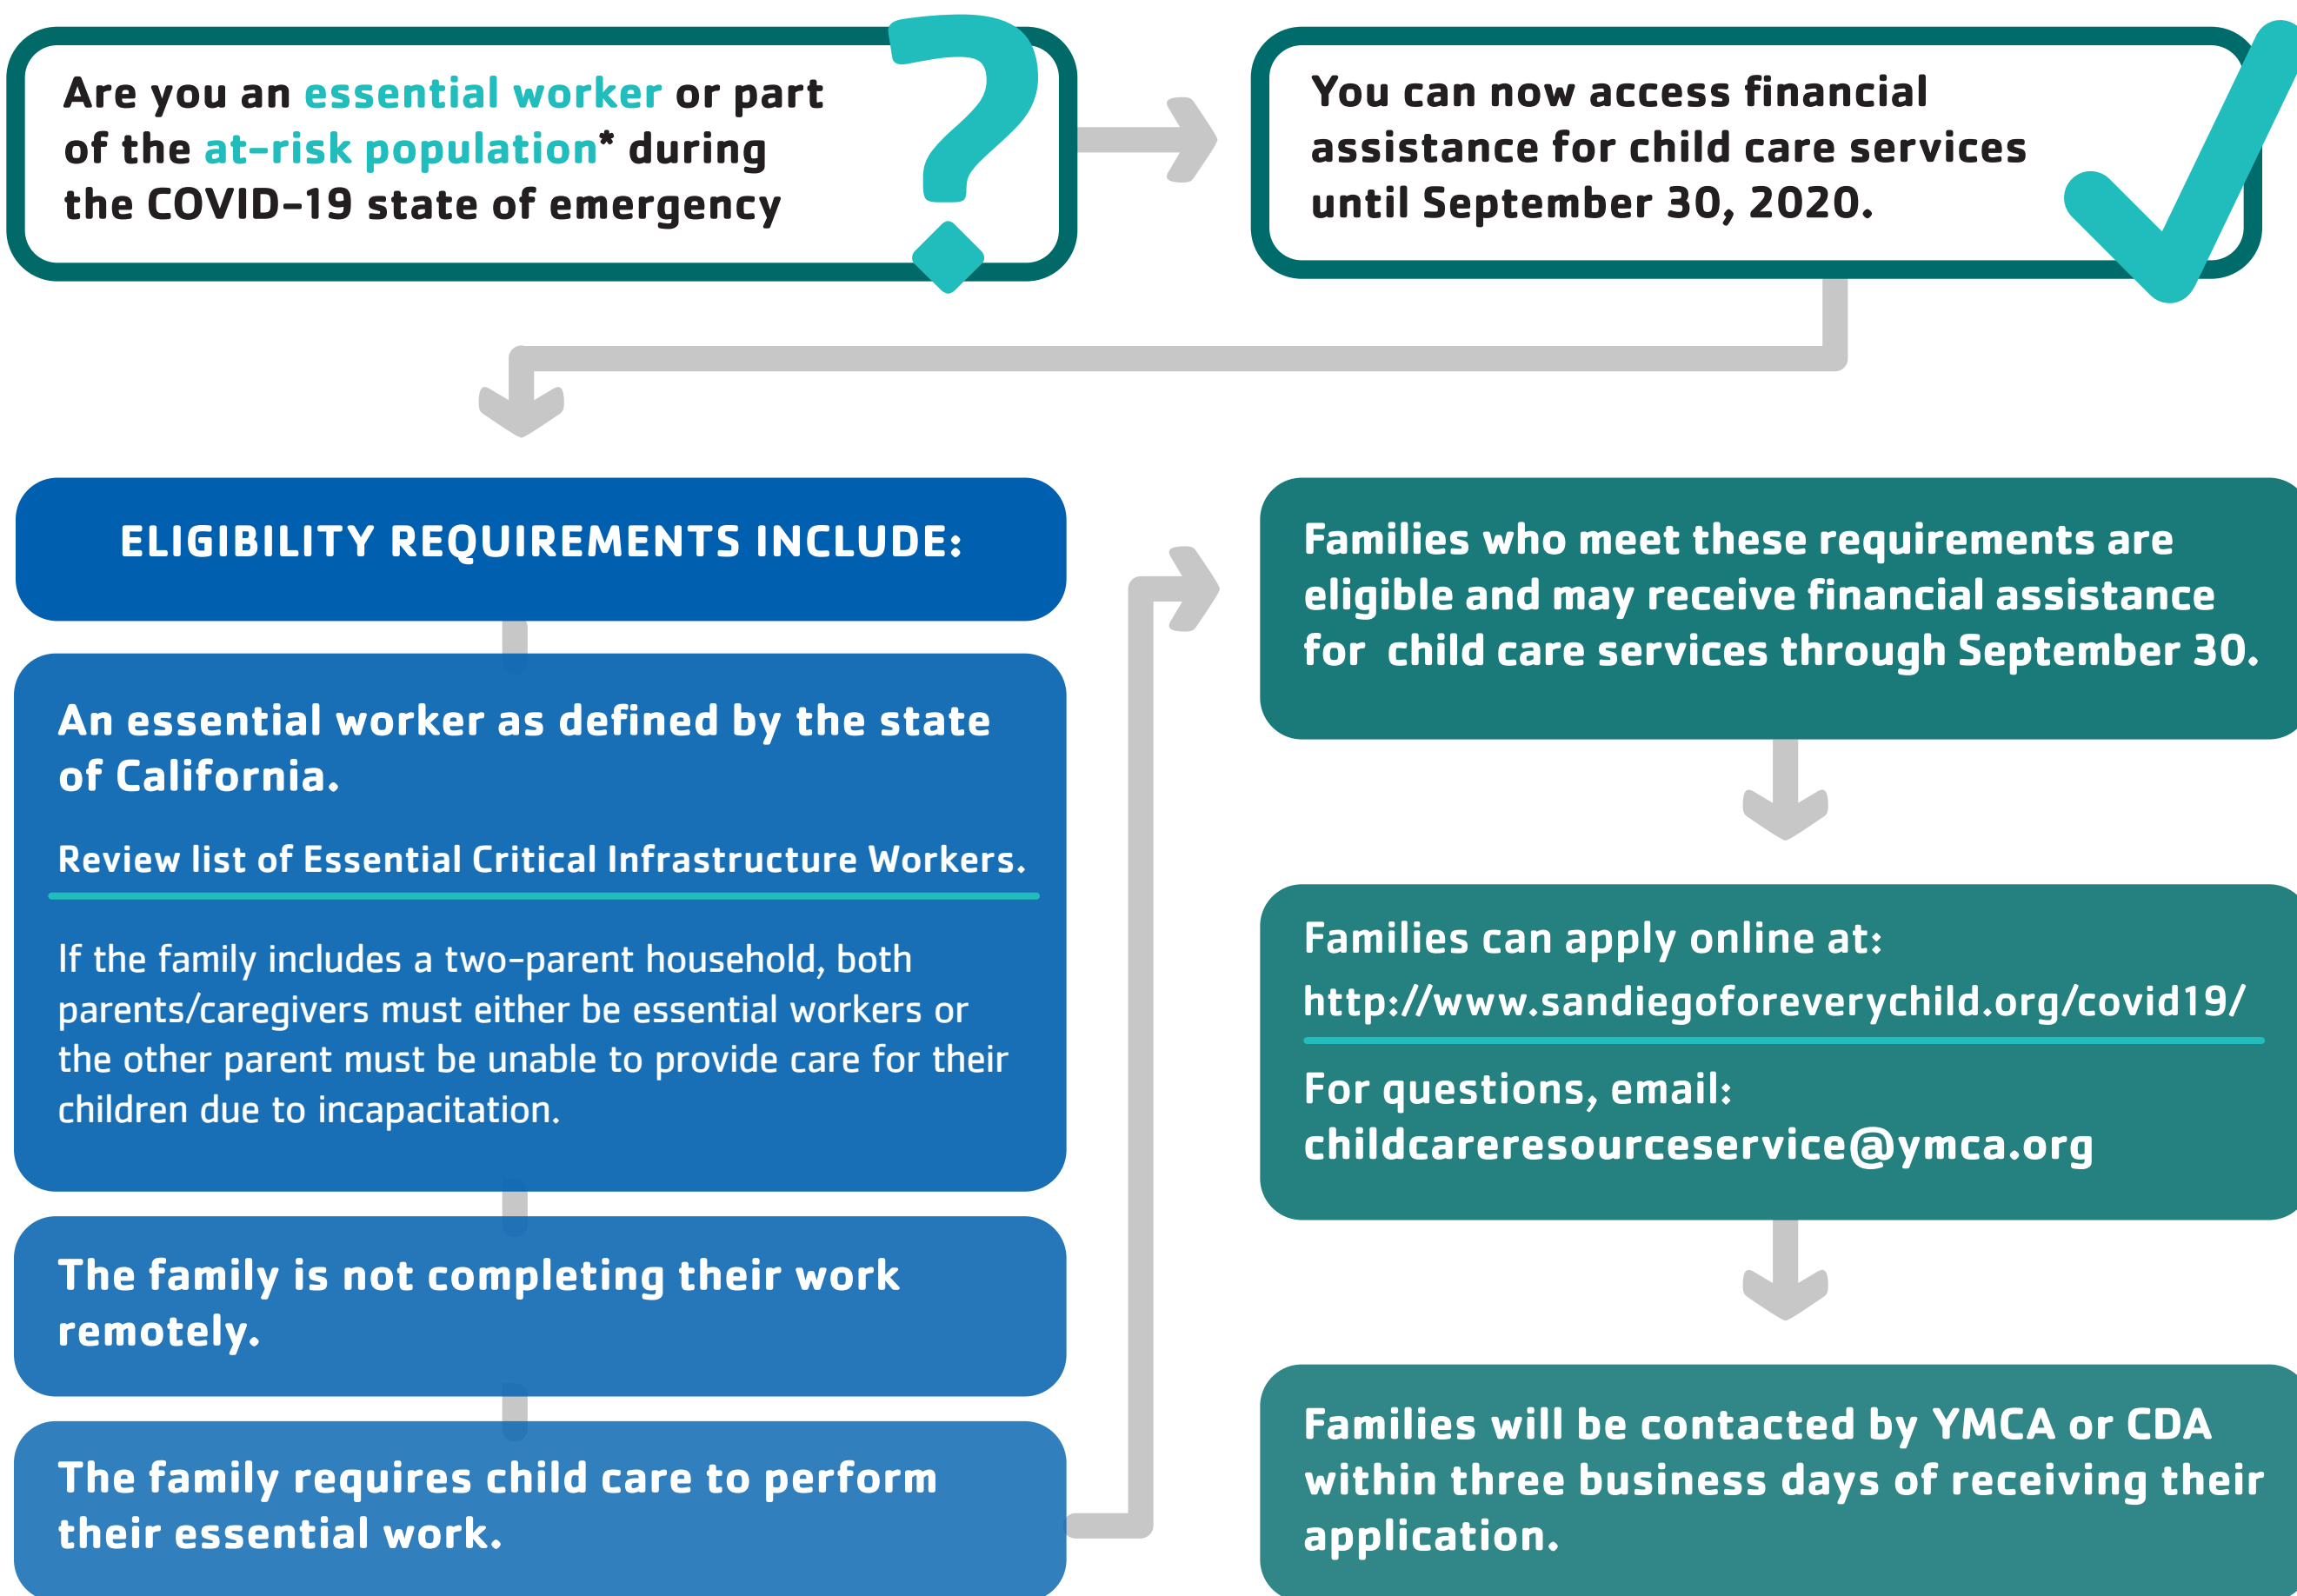 Are you an essential worker or part
of the at-risk population* during
the COVID-19 state of emergency
?
You can now access financial
assistance for child care services
until September 30, 2020.
ELIGIBILITY REQUIREMENTS INCLUDE:
An essential worker as defined by the state
of California.
Review list of Essential Critical Infrastructure Workers.
If the family includes a two-parent household, both
parents/caregivers must either be essential workers or
the other parent must be unable to provide care for their
children due to incapacitation.
The family is not completing their work
remotely.
The family requires child care to perform
their essential work.
Families who meet these requirements are
eligible and may receive financial assistance
for child care services through September 30.
Families can apply online at:
http://www.sandiegoforeverychild.org/covid19/
For questions, email:
childcareresourceservice@ymca.org
Families will be contacted by YMCA or CDA
within three business days of receiving their
application.